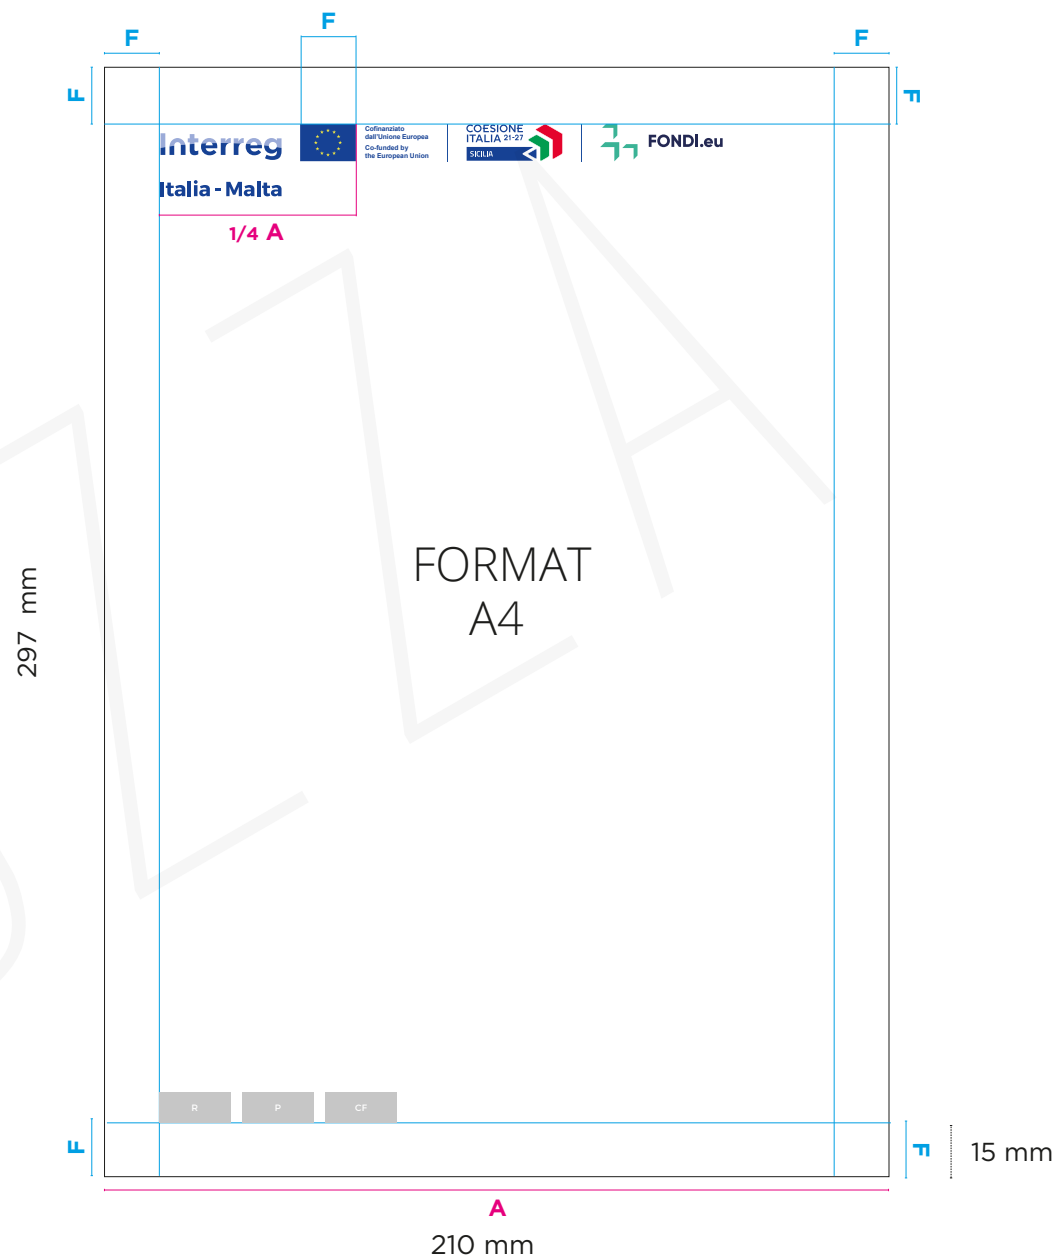 F
F
F
F
F
Interreg
Cofinanziato
dall'Unione Europea
Co-funded by
the European Union
COESIONE
ITALIA 21-27
SICILIA
FONDI.eu
Italia - Malta
1/4 A
297 mm
FORMAT
A4
ZZA
R
P
CF
F
F
15 mm
A
210 mm